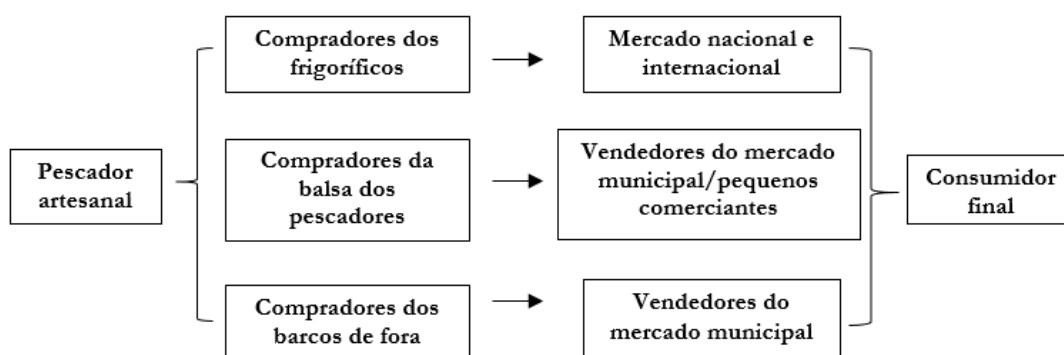 Pescador
artesanal
Compradores dos
frigoríficos
Mercado nacional e
internacional
Compradores da
balsa dos
pescadores
Vendedores do mercado
municipal/pequenos
comerciantes
Compradores dos
barcos de fora
Vendedores do
mercado municipal
Consumidor
final